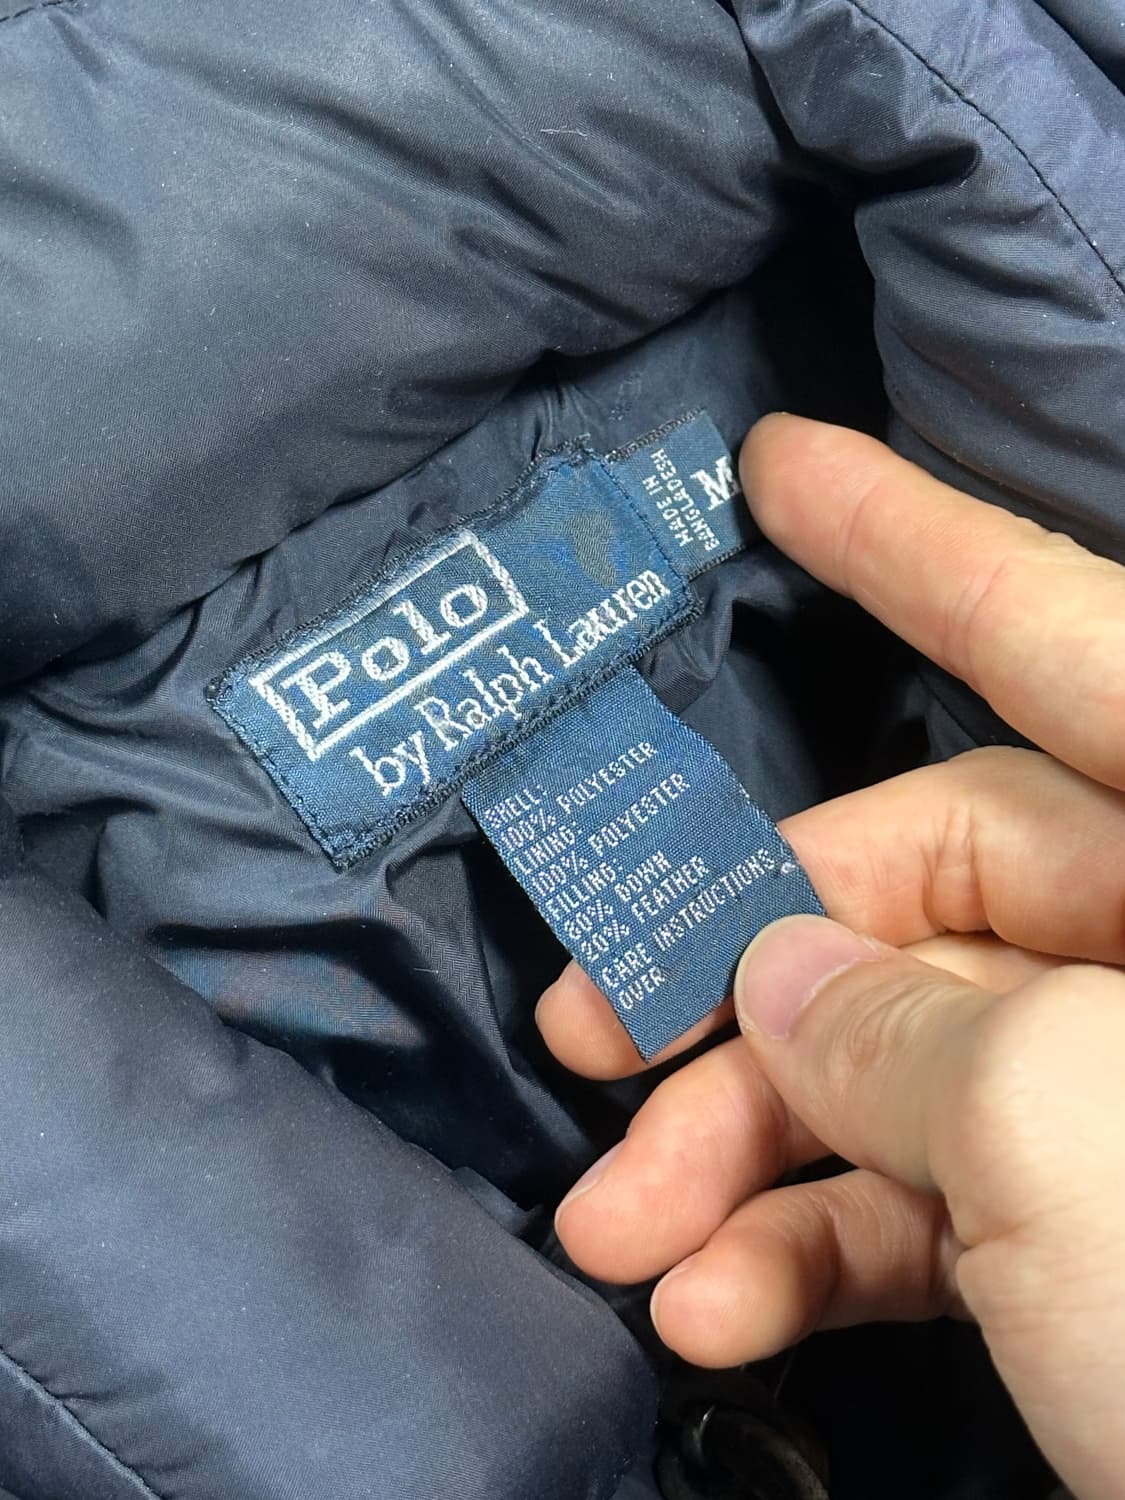 Polo
by Ralph Lauren
MADE IN
BANGLADESH
M
SHELL:
100% POLYESTER
LINING:
100% POLYESTER
FILLING:
80% DOWN
20% FEATHER
CARE INSTRUCTIONS
OVER